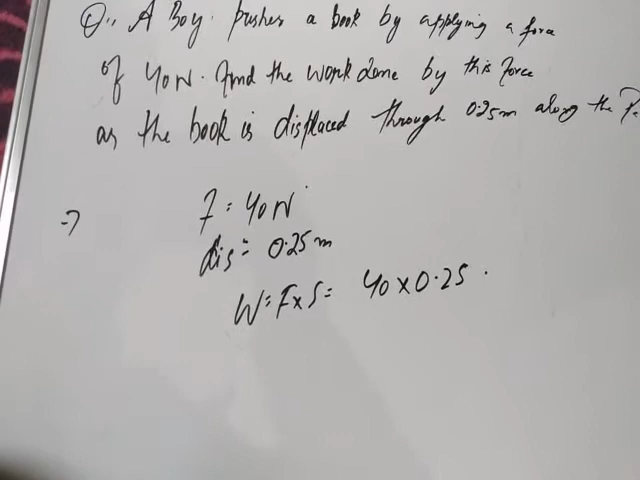 Q.. A Boy pushes a book by applying a force
of 40N. Find the work done by this Force
as the book is displaced through 0.25m along the
⇒ F = 40N
dis = 0.25 m
W = F x S = 40 x 0.25 .